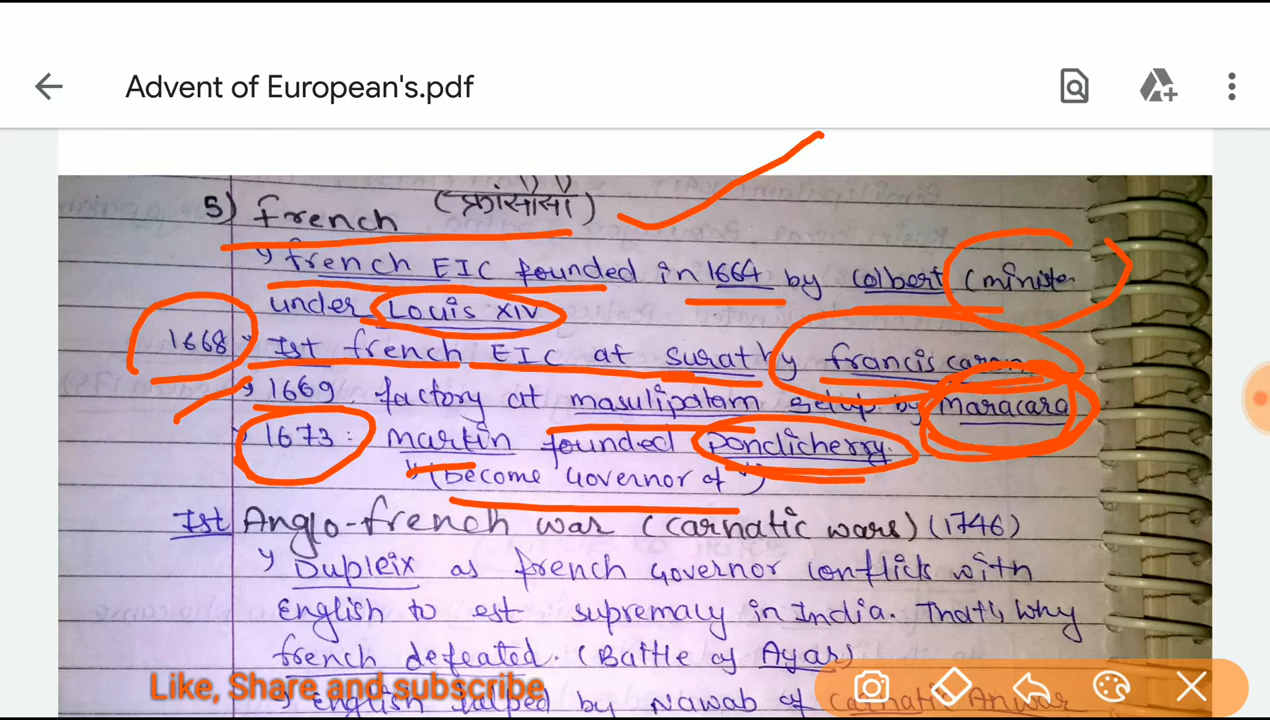 Advent of European's.pdf
5) french (फ्रांसीसी)
french EIC founded in 1664 by Colbert (minister
under Louis XIV
1668 Ist french EIC at surat by francis caron
1669 factory at masulipatam setup by maracara
1673: martin founded Pondicherry.
(become Governor of ")
Ist Anglo-french war (carnatic wars) (1746)
Dupleix as french Governor conflicks with
English to est supremacy in India. That's why
french defeated. (Battle of Ayar)
Like, Share and subscribe
English helped by Nawab of Carnatic Anwar